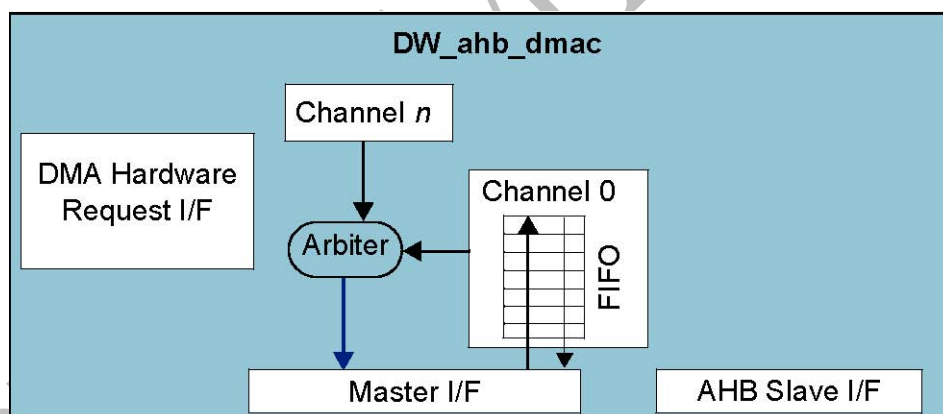 DW_ahb_dmac
Channel n
DMA Hardware
Request I/F
Channel 0
Arbiter
FIFO
Master I/F
AHB Slave I/F